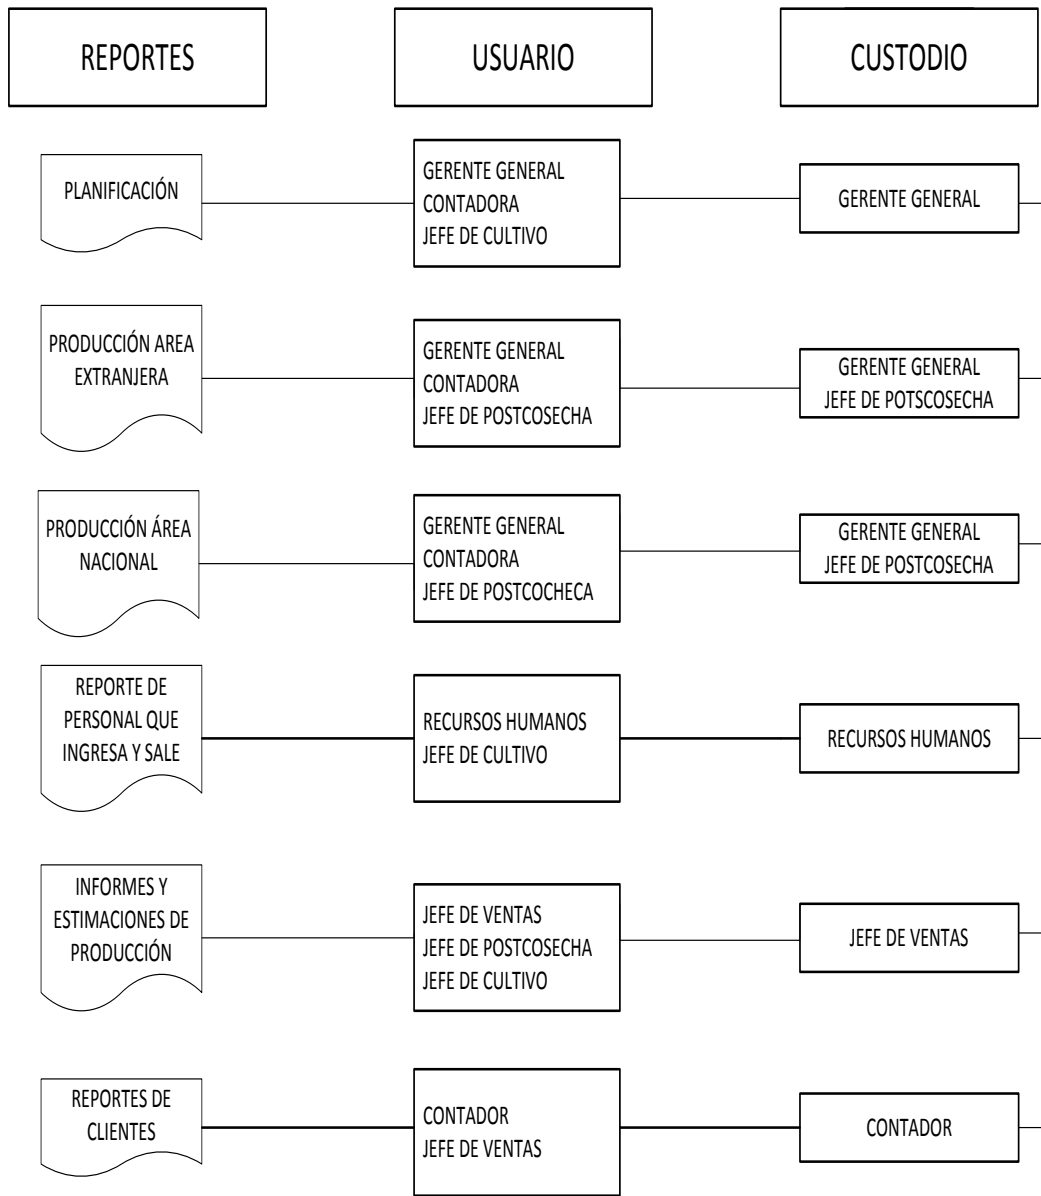 REPORTES
USUARIO
CUSTODIO
PLANIFICACIÓN
GERENTE GENERAL
CONTADORA
JEFE DE CULTIVO
GERENTE GENERAL
PRODUCCIÓN AREA
EXTRANJERA
GERENTE GENERAL
CONTADORA
JEFE DE POSTCOSECHA
GERENTE GENERAL
JEFE DE POTSCOSECHA
PRODUCCIÓN ÁREA
NACIONAL
GERENTE GENERAL
CONTADORA
JEFE DE POSTCOCHECA
GERENTE GENERAL
JEFE DE POSTCOSECHA
REPORTE DE
PERSONAL QUE
INGRESA Y SALE
RECURSOS HUMANOS
JEFE DE CULTIVO
RECURSOS HUMANOS
INFORMES Y
ESTIMACIONES DE
PRODUCCIÓN
JEFE DE VENTAS
JEFE DE POSTCOSECHA
JEFE DE CULTIVO
JEFE DE VENTAS
REPORTES DE
CLIENTES
CONTADOR
JEFE DE VENTAS
CONTADOR